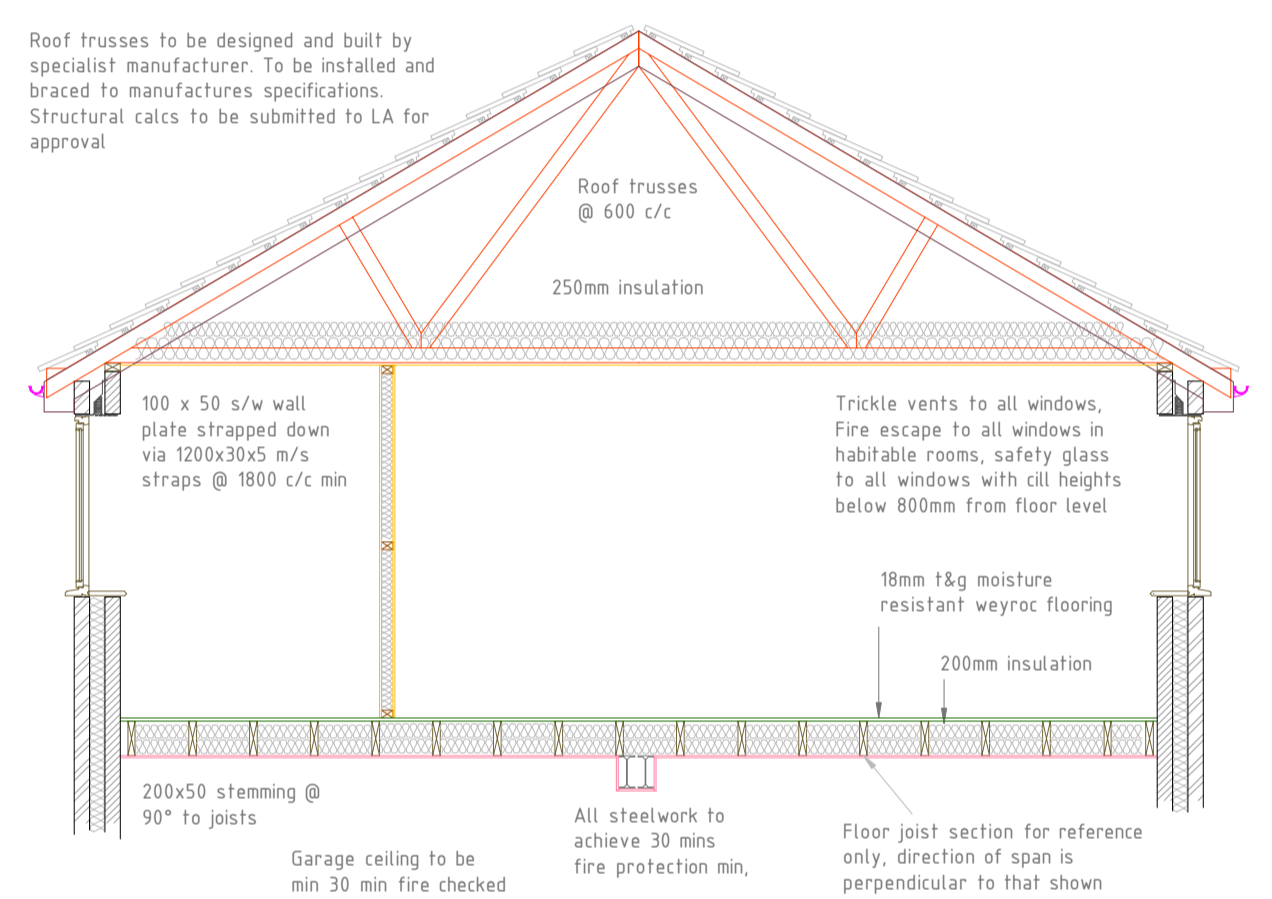 Roof trusses to be designed and built by
specialist manufacturer. To be installed and
braced to manufactures specifications.
Structural calcs to be submitted to LA for
approval
Roof trusses
@ 600 c/c
250mm insulation
100 x 50 s/w wall
plate strapped down
via 1200x30x5 m/s
straps @ 1800 c/c min
Trickle vents to all windows,
Fire escape to all windows in
habitable rooms, safety glass
to all windows with cill heights
below 800mm from floor level
18mm t&g moisture
resistant weyroc flooring
200mm insulation
200x50 stemming @
90° to joists
Garage ceiling to be
min 30 min fire checked
All steelwork to
achieve 30 mins
fire protection min,
Floor joist section for reference
only, direction of span is
perpendicular to that shown